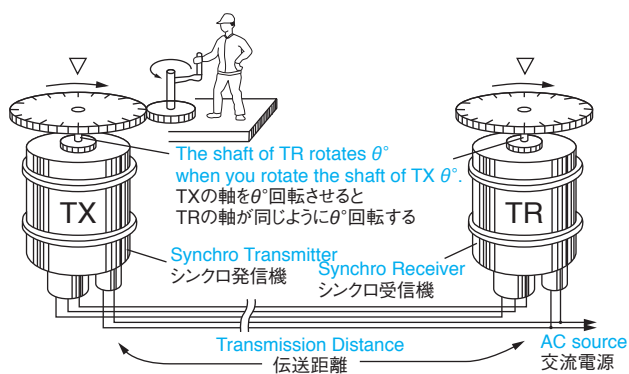 The shaft of TR rotates θ°
when you rotate the shaft of TX θ°.
TXの軸をθ°回転させると
TRの軸が同じようにθ°回転する
TX
TR
Synchro Transmitter
シンクロ発信機
Synchro Receiver
シンクロ受信機
Transmission Distance
伝送距離
AC source
交流電源